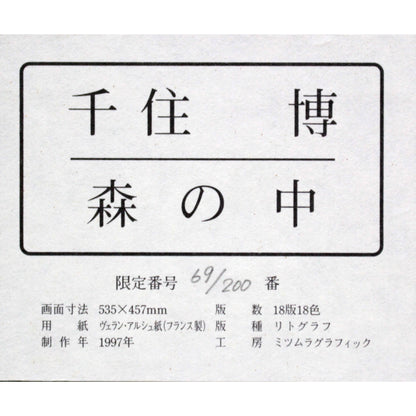 千住 博
森の中
限定番号 69/200 番
画面寸法 535×457mm 版数 18版18色
用紙 ヴェラン・アルシュ紙(フランス製) 版種 リトグラフ
制作年 1997年 工房 ミツムラグラフィック